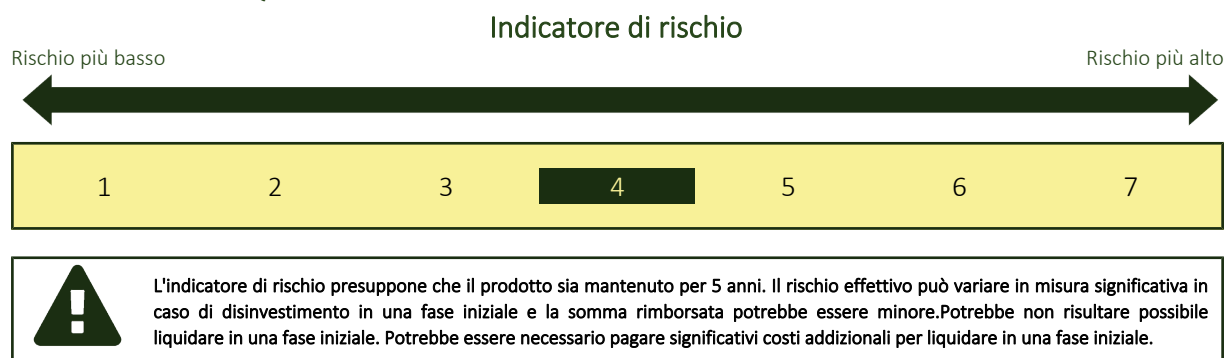 Indicatore di rischio
Rischio più basso
Rischio più alto
1 2 3 4 5 6 7
L'indicatore di rischio presuppone che il prodotto sia mantenuto per 5 anni. Il rischio effettivo può variare in misura significativa in
caso di disinvestimento in una fase iniziale e la somma rimborsata potrebbe essere minore.Potrebbe non risultare possibile
liquidare in una fase iniziale. Potrebbe essere necessario pagare significativi costi addizionali per liquidare in una fase iniziale.